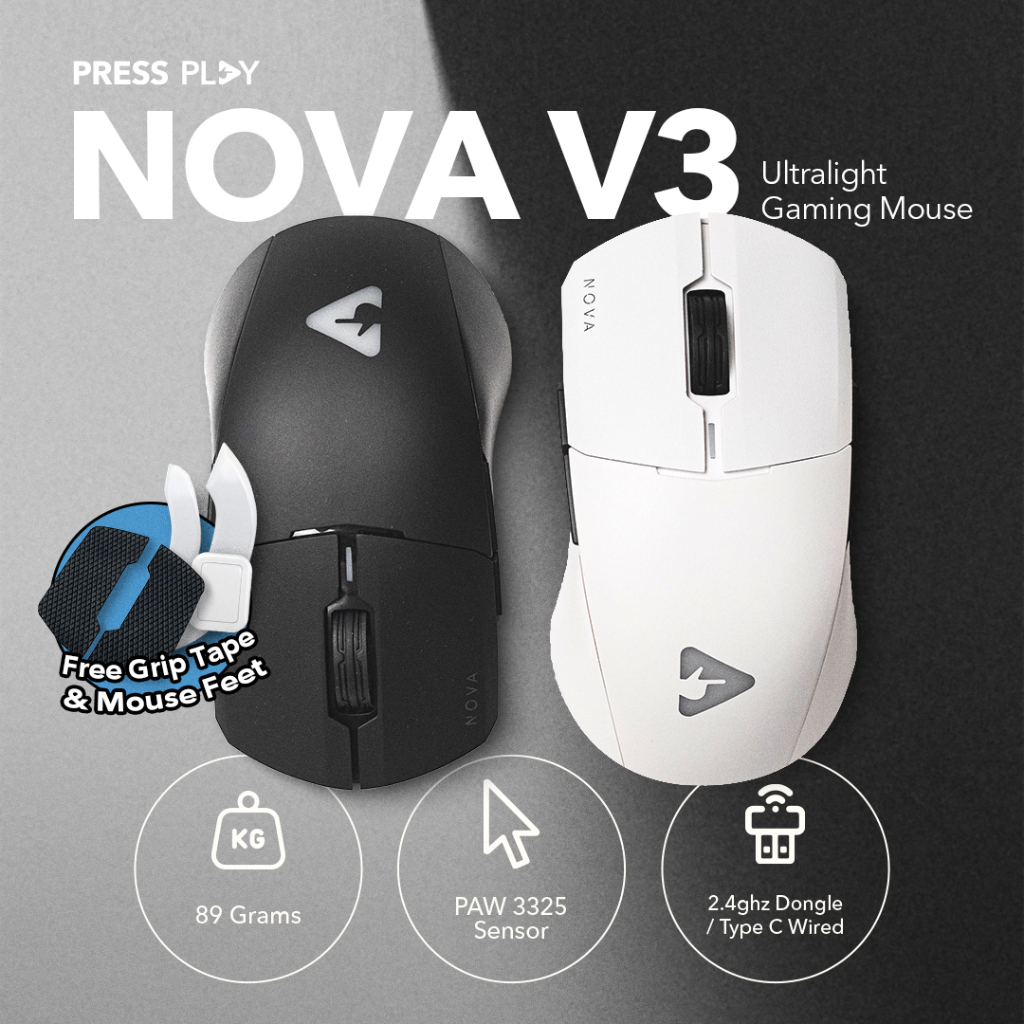 PRESS PLAY
NOVA V3
Ultralight
Gaming Mouse
NOVA
Free Grip Tape
& Mouse Feet
NOVA
KG
89 Grams
PAW 3325
Sensor
2.4ghz Dongle
/ Type C Wired